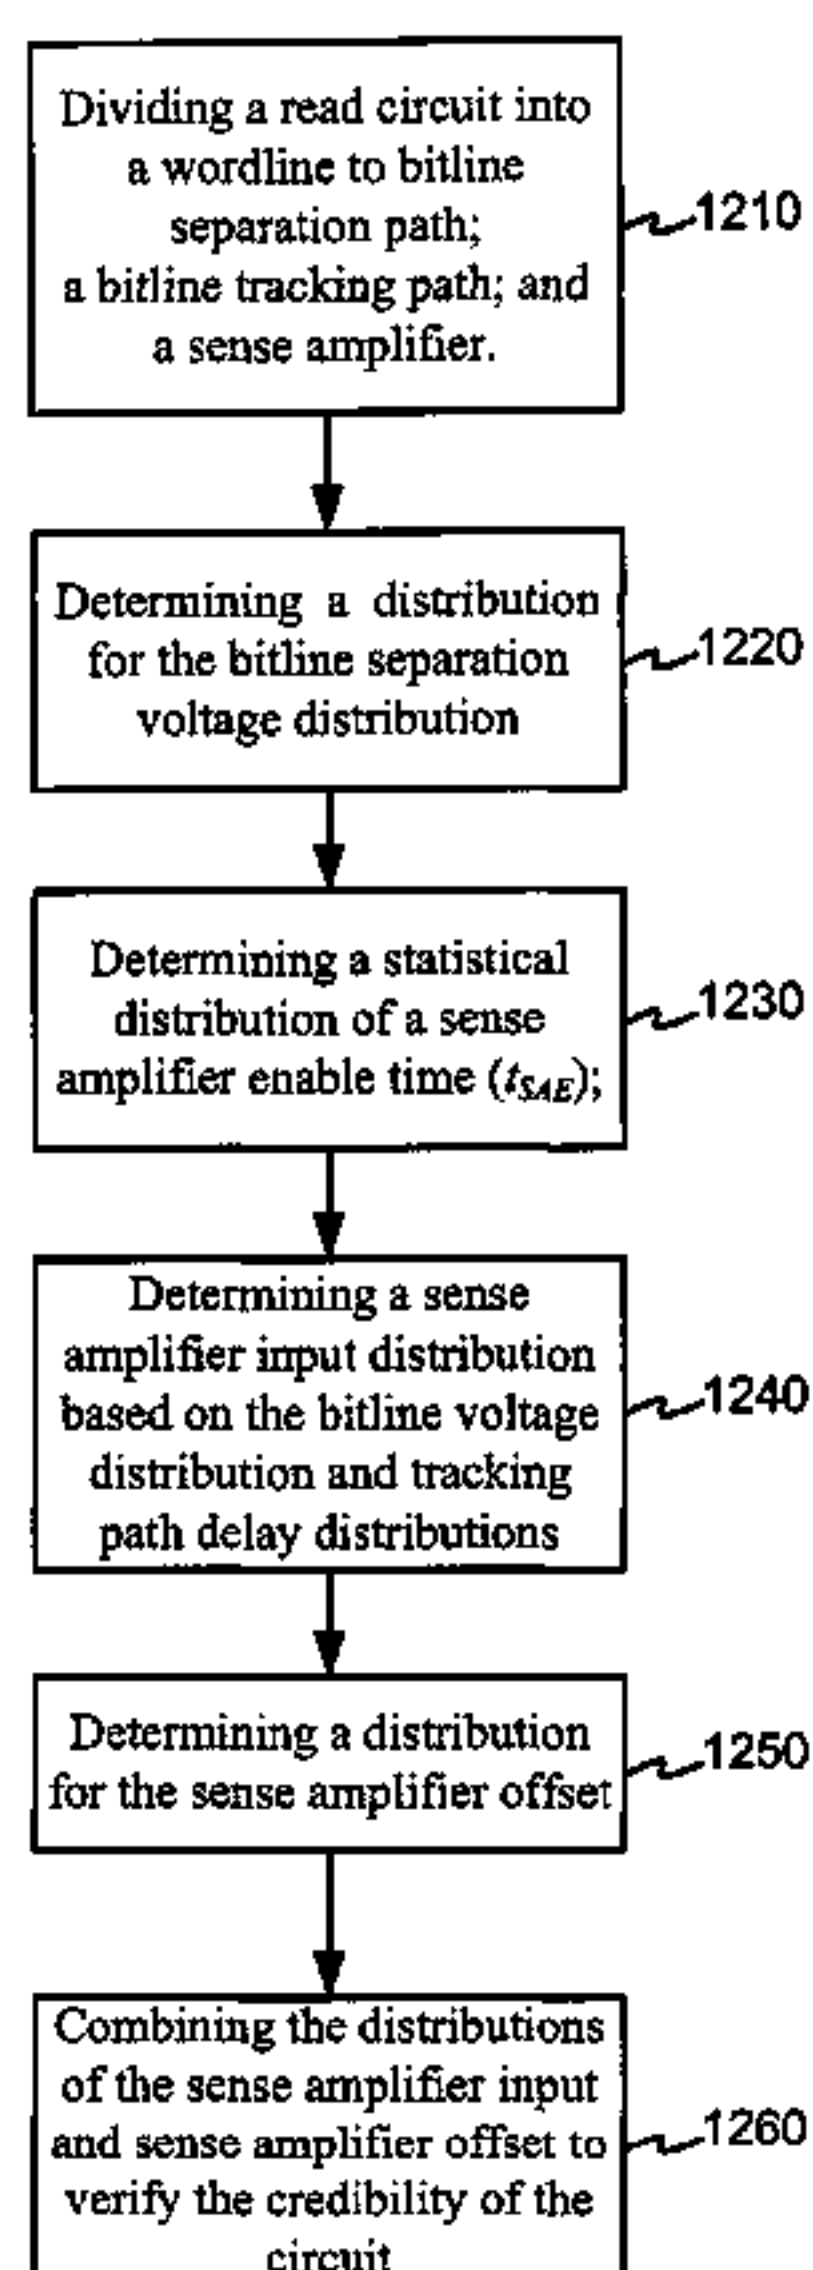 Dividing a read circuit into
a wordline to bitline
separation path;
a bitline tracking path; and
a sense amplifier.
1210
Determining a distribution
for the bitline separation
voltage distribution
1220
Determining a statistical
distribution of a sense
amplifier enable time (tSAE);
1230
Determining a sense
amplifier input distribution
based on the bitline voltage
distribution and tracking
path delay distributions
1240
Determining a distribution
for the sense amplifier offset
1250
Combining the distributions
of the sense amplifier input
and sense amplifier offset to
verify the credibility of the
circuit
1260